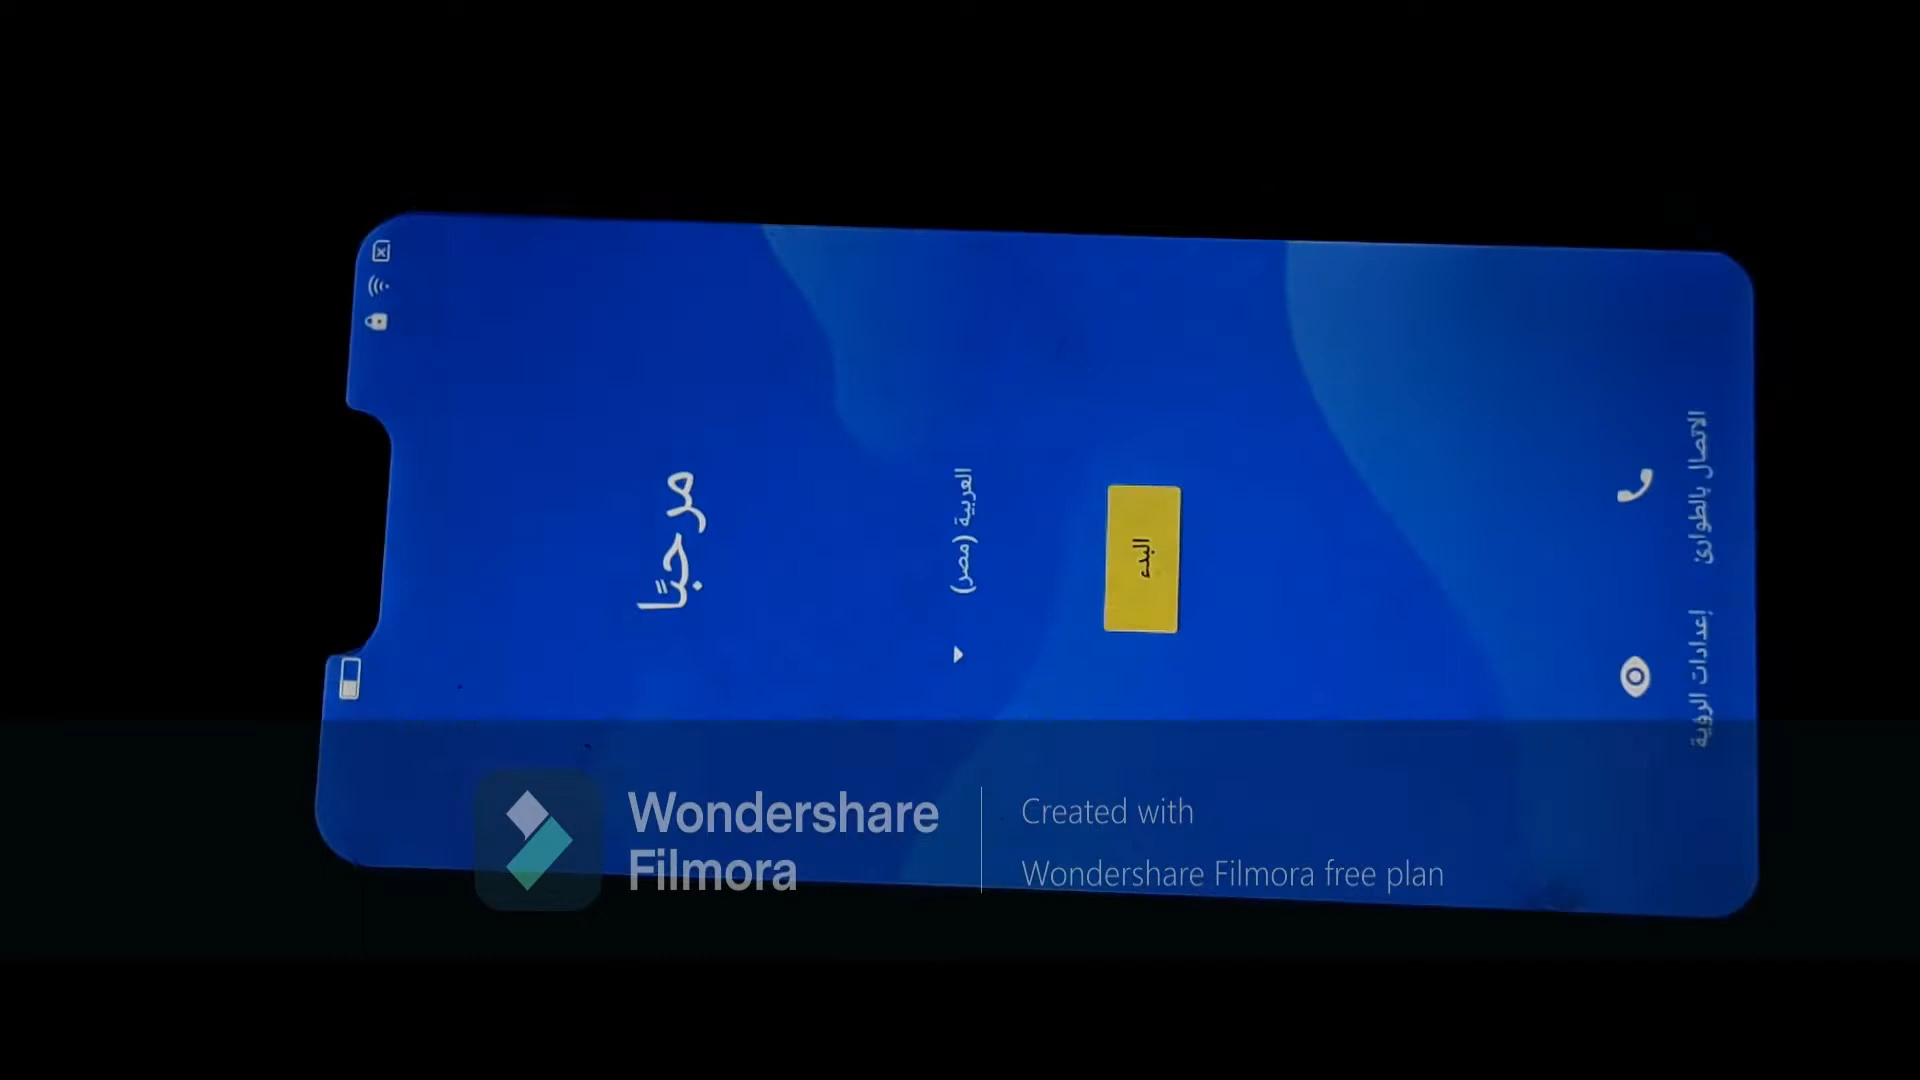 مرحبًا
العربية (مصر)
البدء
الاتصال بالطوارئ
إعدادات الرؤية
Wondershare
Filmora
Created with
Wondershare Filmora free plan